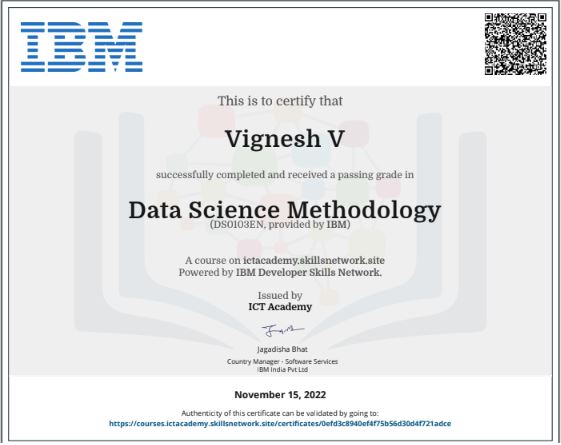 IBM
This is to certify that
Vignesh V
successfully completed and received a passing grade in
Data Science Methodology
(DS0103EN, provided by IBM)
A course on ictacademy.skillsnetwork.site
Powered by IBM Developer Skills Network.
Issued by
ICT Academy
Jagadisha Bhat
Country Manager - Software Services
IBM India Pvt Ltd
November 15, 2022
Authenticity of this certificate can be validated by going to:
https://courses.ictacademy.skillsnetwork.site/certificates/0efd3c8940ef4f75b56d30d4f721adce